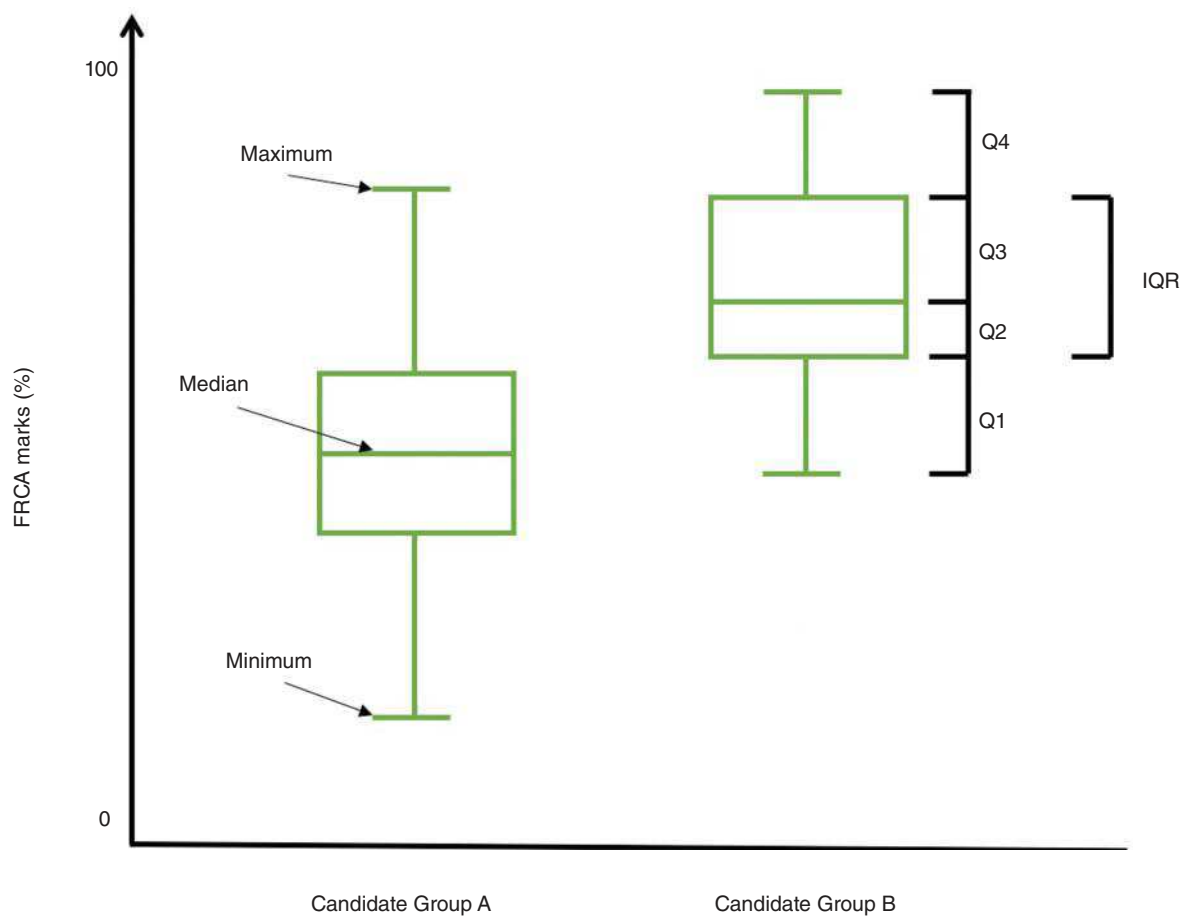 100
Maximum
Q4
Q3
IQR
Q2
Median
Q1
FRCA marks (%)
Minimum
0
Candidate Group A
Candidate Group B